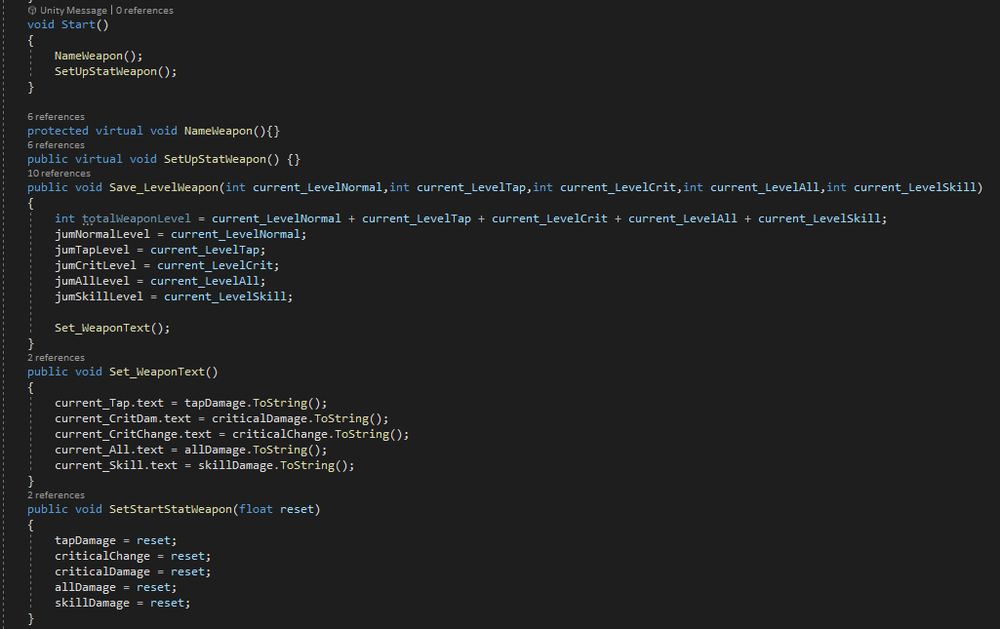 Unity Message | 0 references
void Start()
{
NameWeapon();
SetUpStatWeapon();
}
6 references
protected virtual void NameWeapon(){}
6 references
public virtual void SetUpStatWeapon() {}
10 references
public void Save_LevelWeapon(int current_LevelNormal,int current_LevelTap,int current_LevelCrit,int current_LevelAll,int current_LevelSkill)
{
int totalWeaponLevel = current_LevelNormal + current_LevelTap + current_LevelCrit + current_LevelAll + current_LevelSkill;
jumNormalLevel = current_LevelNormal;
jumTapLevel = current_LevelTap;
jumCritLevel = current_LevelCrit;
jumAllLevel = current_LevelAll;
jumSkillLevel = current_LevelSkill;
Set_WeaponText();
}
2 references
public void Set_WeaponText()
{
current_Tap.text = tapDamage.ToString();
current_CritDam.text = criticalDamage.ToString();
current_CritChange.text = criticalChange.ToString();
current_All.text = allDamage.ToString();
current_Skill.text = skillDamage.ToString();
}
2 references
public void SetStartStatWeapon(float reset)
{
tapDamage = reset;
criticalChange = reset;
criticalDamage = reset;
allDamage = reset;
skillDamage = reset;
}